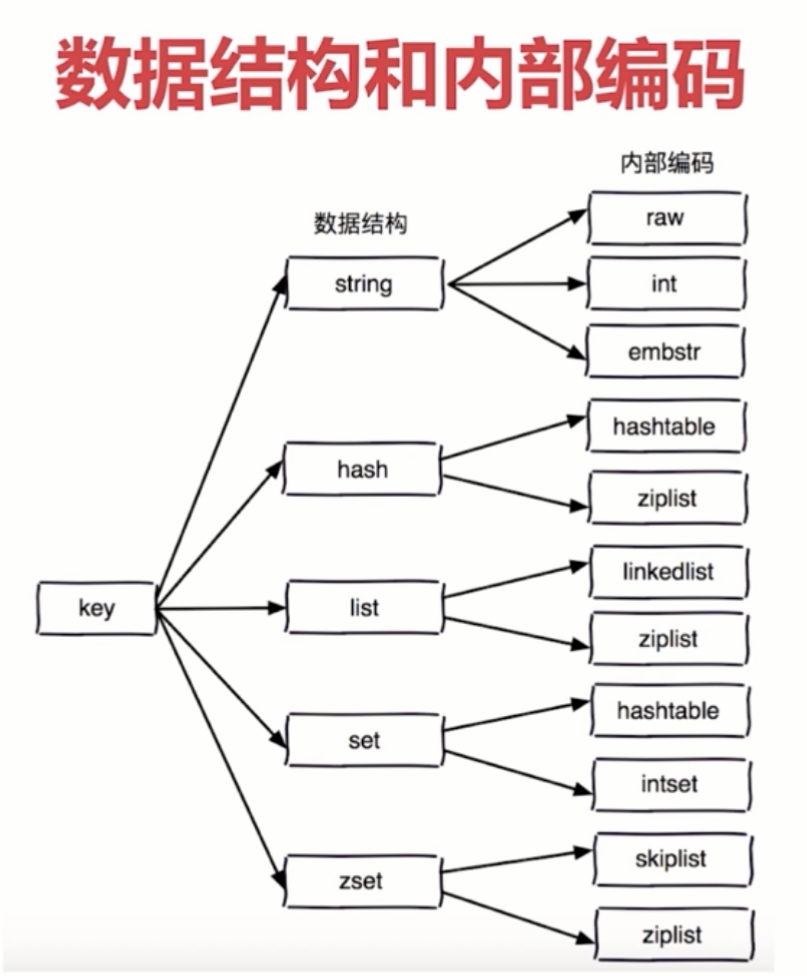 数据结构和内部编码
内部编码
数据结构
raw
string
int
embstr
hashtable
hash
ziplist
linkedlist
key
list
ziplist
hashtable
set
intset
skiplist
zset
ziplist